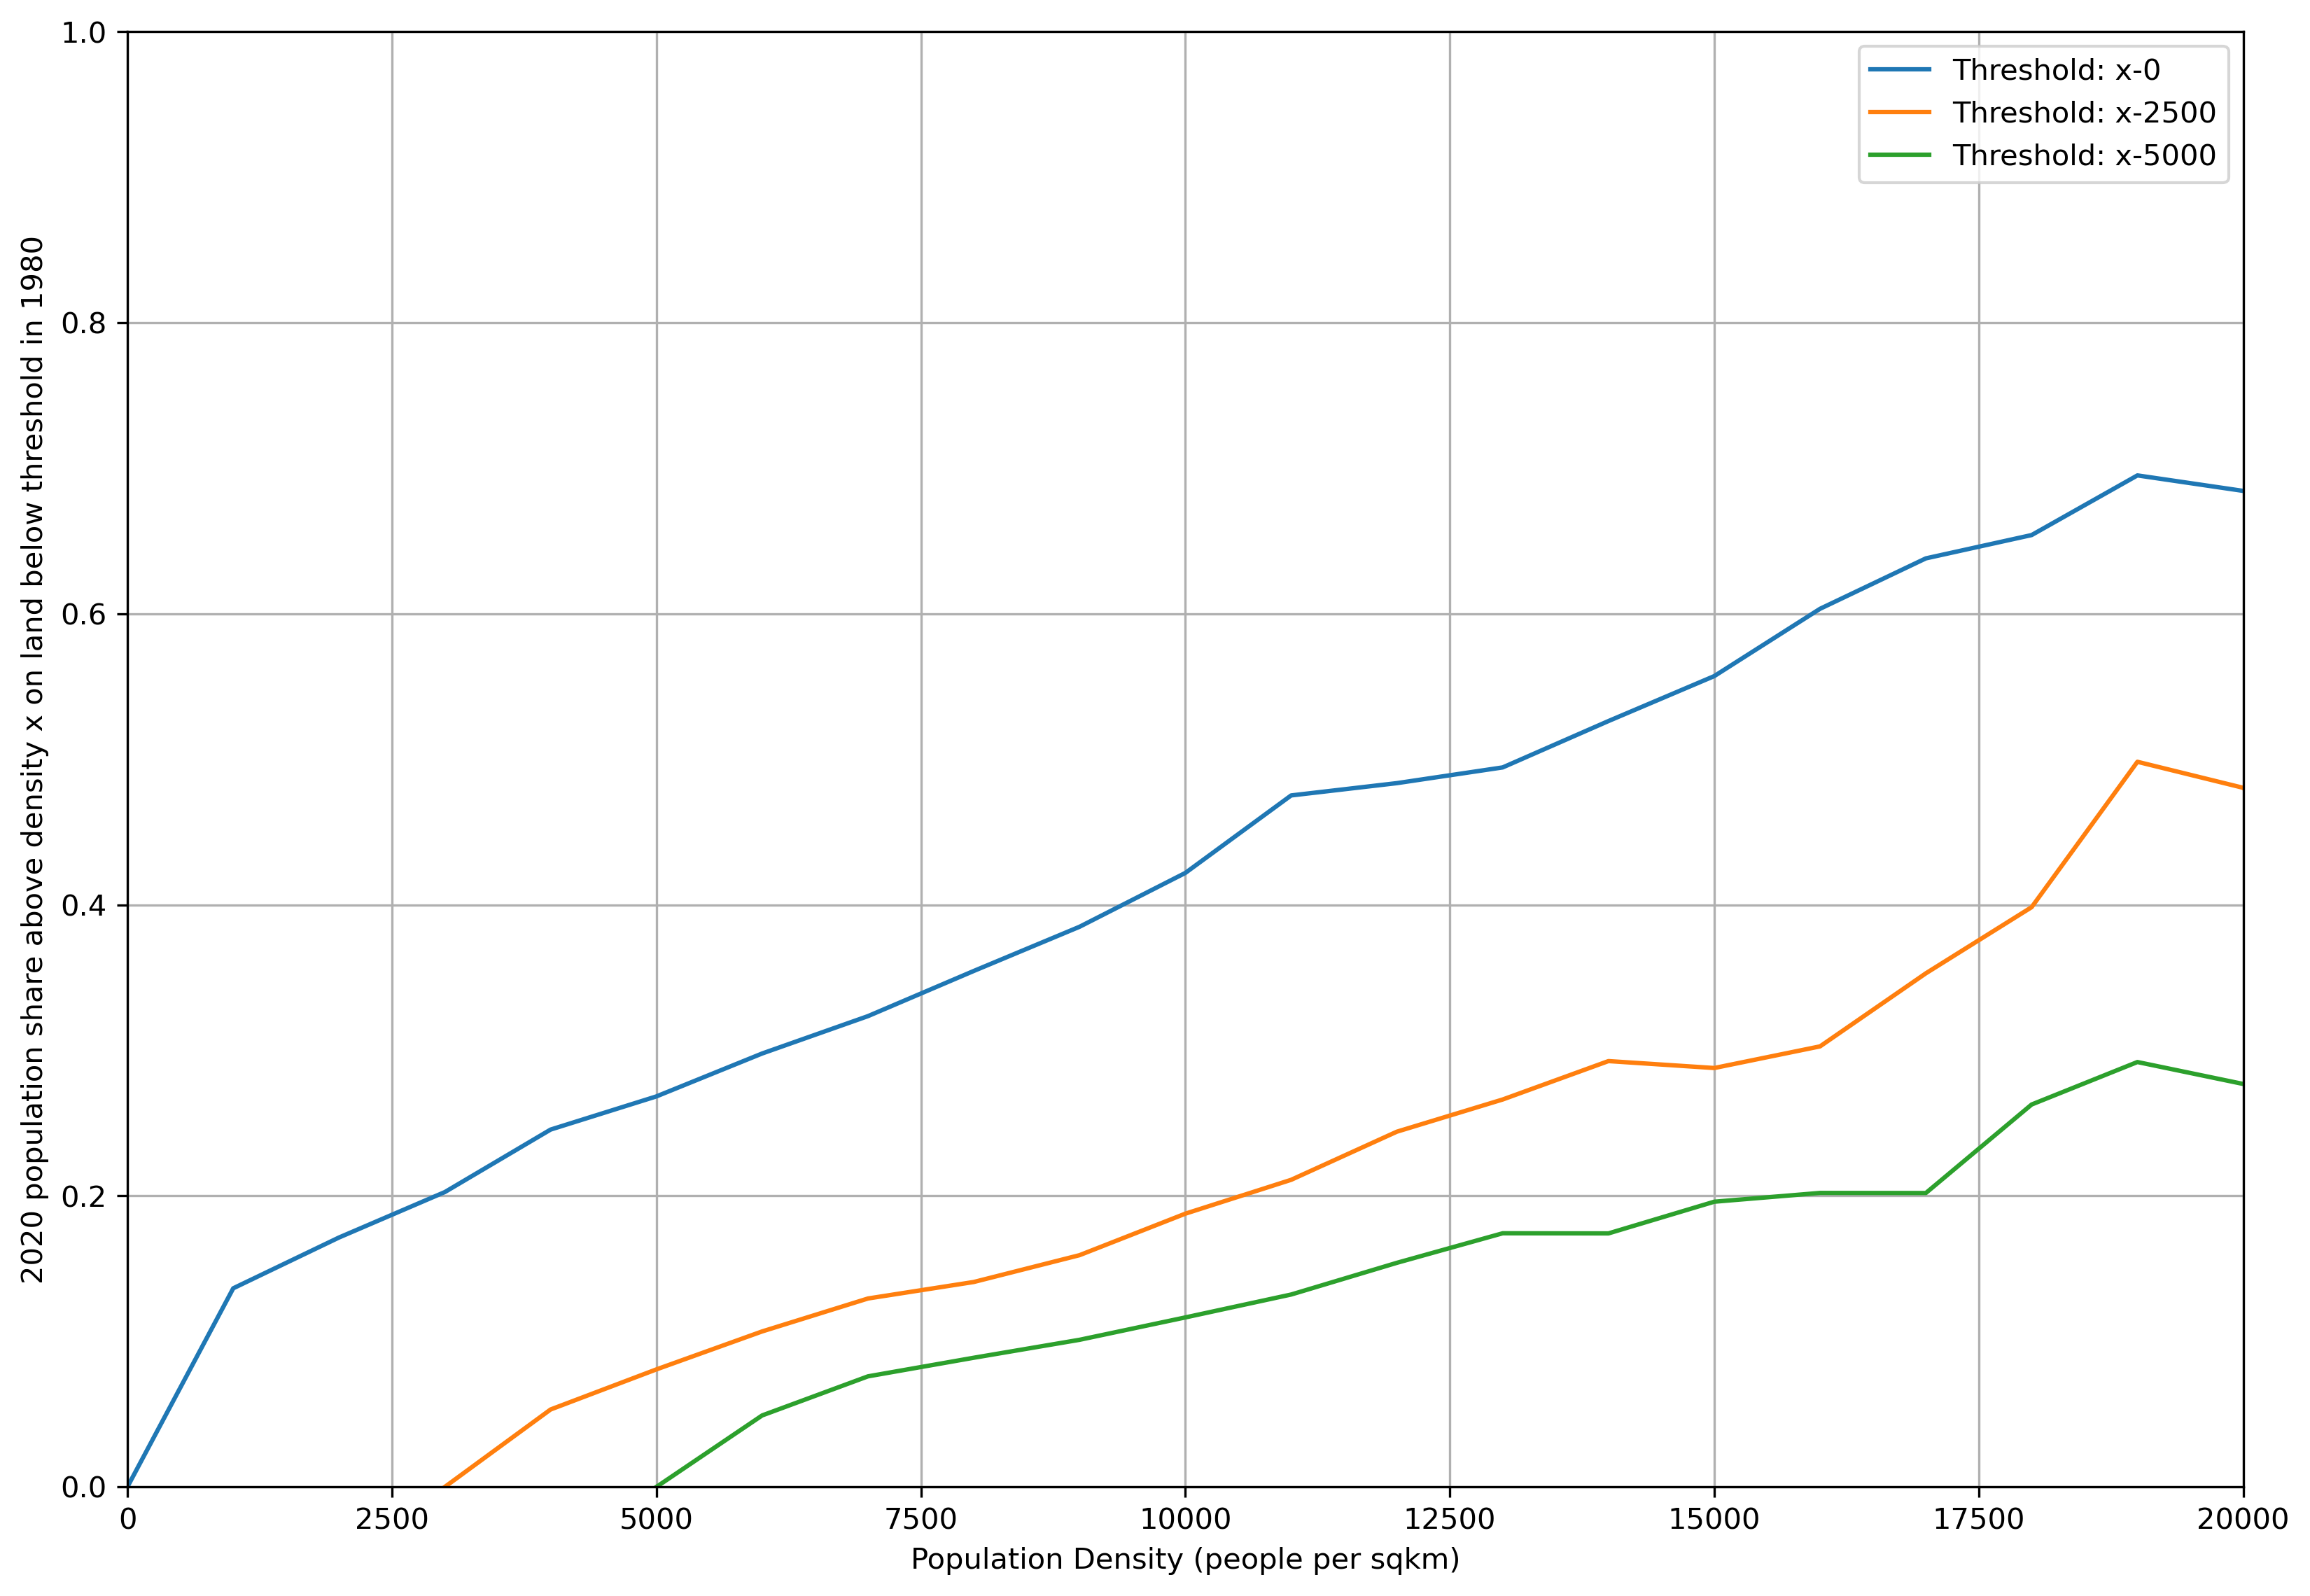 1.0
0.8
0.6
0.4
0.2
0.0
2020 population share above density x on land below threshold in 1980
Threshold: x-0
Threshold: x-2500
Threshold: x-5000
0 2500 5000 7500 10000 12500 15000 17500 20000
Population Density (people per sqkm)